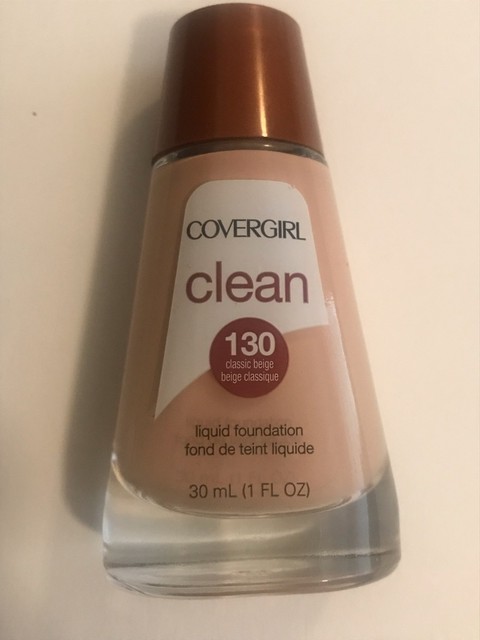 COVERGIRL
clean
130
classic beige
beige classique
liquid foundation
fond de teint liquide
30 mL (1 FL OZ)